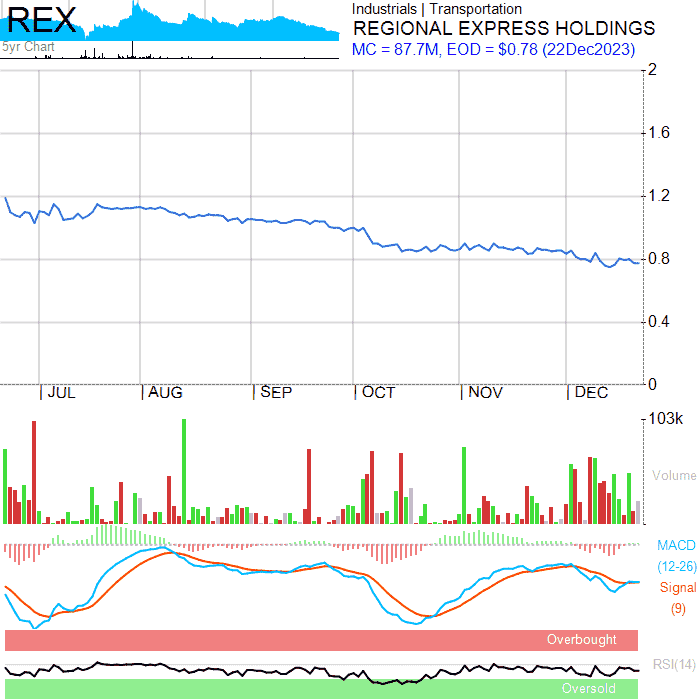 REX
5yr Chart
Industrials | Transportation
REGIONAL EXPRESS HOLDINGS
MC = 87.7M, EOD = $0.78 (22Dec2023)
2
1.6
1.2
0.8
0.4
0
JUL
AUG
SEP
OCT
NOV
DEC
103k
Volume
MACD
(12-26)
Signal
(9)
Overbought
RSI(14)
Oversold